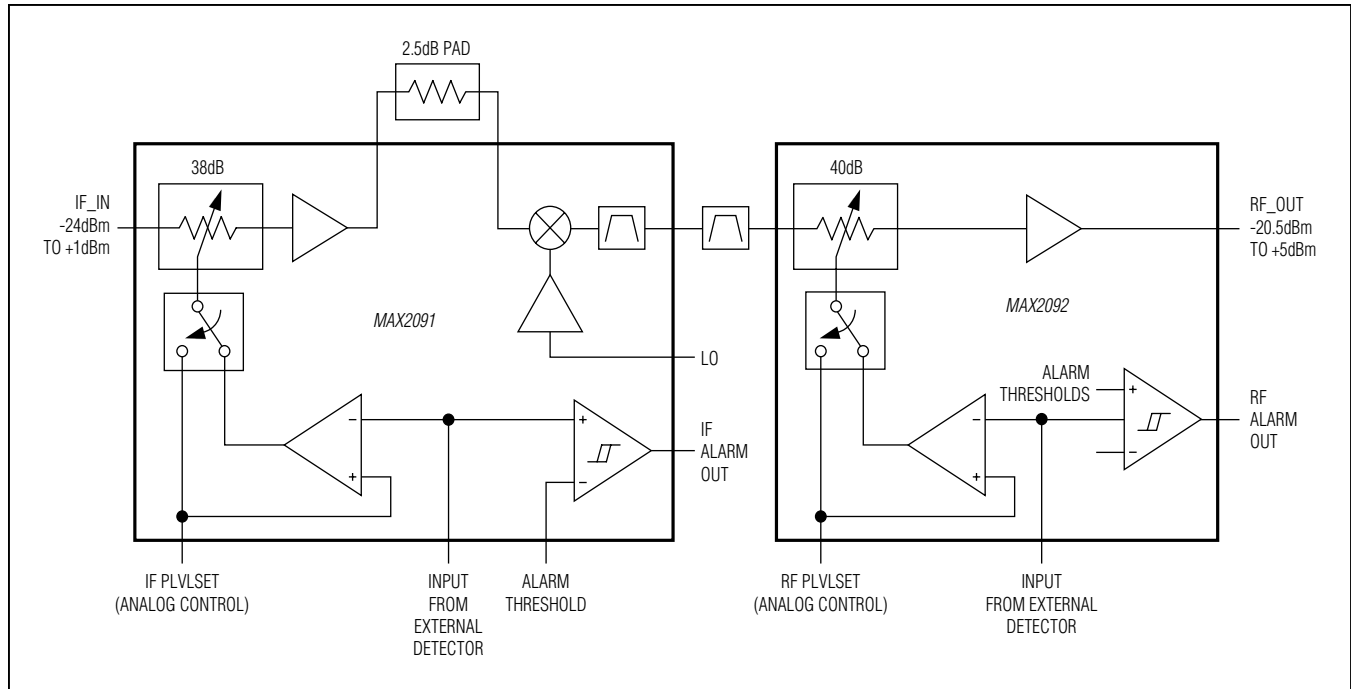 2.5dB PAD
38dB
IF_IN
-24dBm
TO +1dBm
MAX2091
LO
-
+
+
-
IF
ALARM
OUT
IF PLVLSET
(ANALOG CONTROL)
INPUT
FROM
EXTERNAL
DETECTOR
ALARM
THRESHOLD
40dB
RF_OUT
-20.5dBm
TO +5dBm
MAX2092
ALARM
THRESHOLDS
-
+
+
-
RF
ALARM
OUT
RF PLVLSET
(ANALOG CONTROL)
INPUT
FROM EXTERNAL
DETECTOR